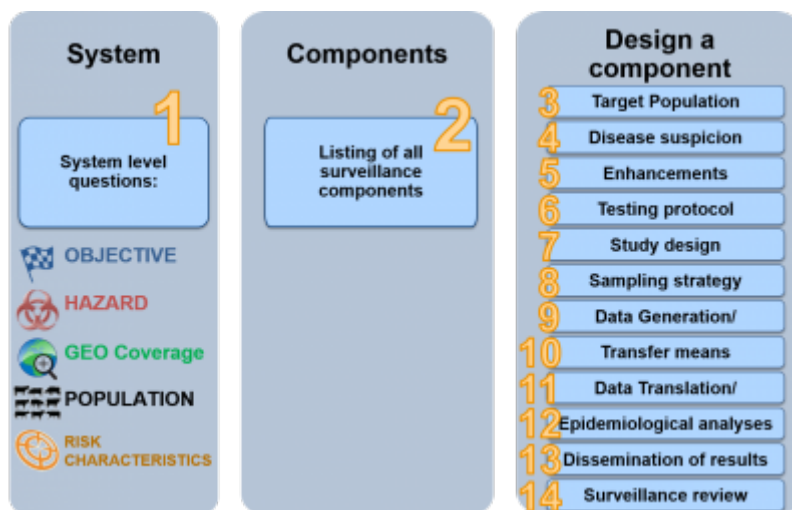 System
1
System level
questions:
OBJECTIVE
HAZARD
GEO Coverage
POPULATION
RISK
CHARACTERISTICS
Components
2
Listing of all
surveillance
components
Design a
component
3 Target Population
4 Disease suspicion
5 Enhancements
6 Testing protocol
7 Study design
8 Sampling strategy
9 Data Generation/
10 Transfer means
11 Data Translation/
12 Epidemiological analyses
13 Dissemination of results
14 Surveillance review